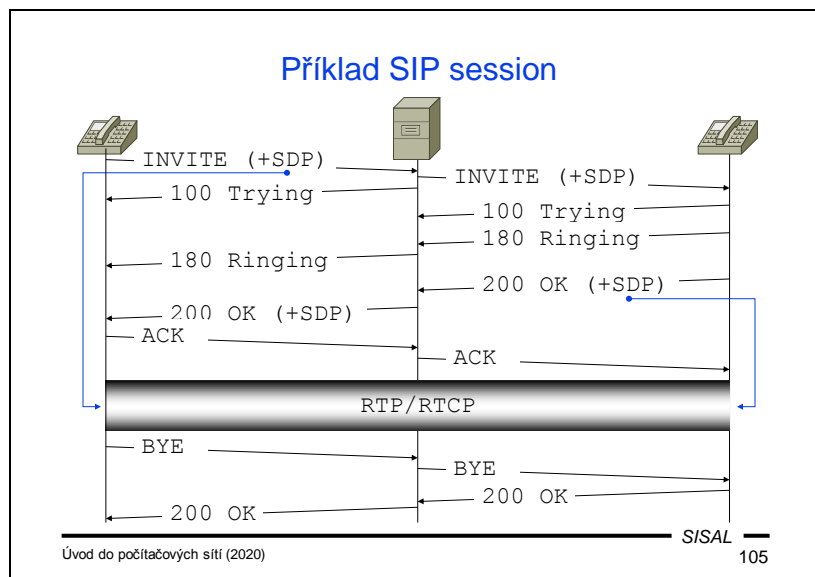 Příklad SIP session
INVITE (+SDP)
INVITE (+SDP)
100 Trying
100 Trying
180 Ringing
180 Ringing
200 OK (+SDP)
200 OK (+SDP)
ACK
ACK
RTP/RTCP
BYE
BYE
200 OK
200 OK
SISAL
Úvod do počítačových sítí (2020)
105